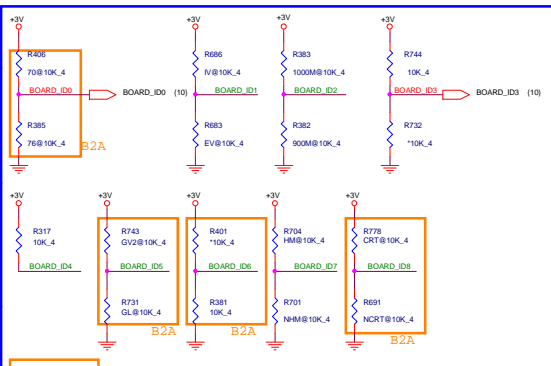 +3V +3V +3V +3V
R406 R686 R383 R744
70@10K_4 IV@10K_4 1000M@10K_4 10K_4
BOARD_ID0 BOARD_ID0 (10) BOARD_ID1 BOARD_ID2 BOARD_ID3 BOARD_ID3 (10)
R385 R683 R382 R732
76@10K_4 EV@10K_4 900M@10K_4 *10K_4
B2A
+3V +3V +3V +3V +3V
R317 R743 R401 R704 R778
10K_4 GV2@10K_4 *10K_4 HM@10K_4 CRT@10K_4
BOARD_ID4 BOARD_ID5 BOARD_ID6 BOARD_ID7 BOARD_ID8
R731 R381 R701 R691
GL@10K_4 10K_4 NHM@10K_4 NCRT@10K_4
B2A B2A B2A